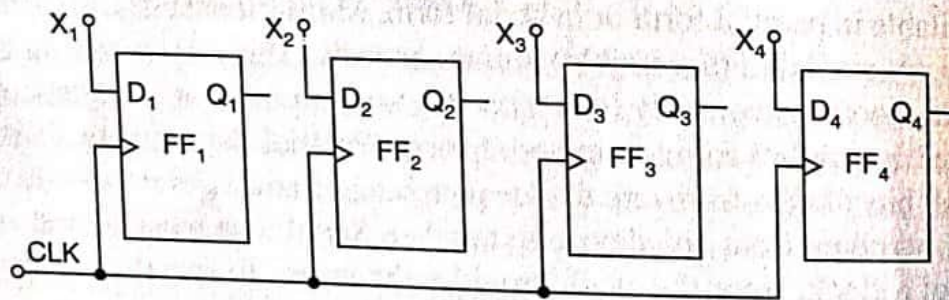 X₁
X₂
X₃
X₄
D₁ Q₁
D₂ Q₂
D₃ Q₃
D₄ Q₄
FF₁
FF₂
FF₃
FF₄
CLK